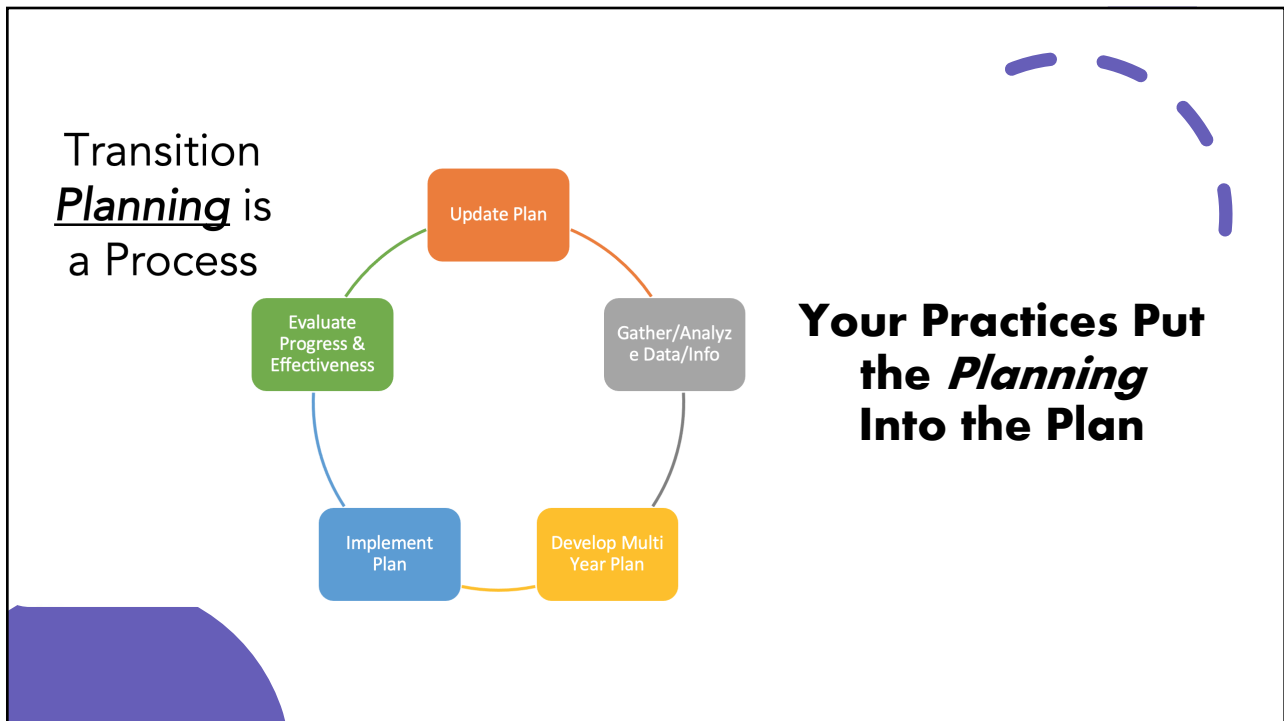 Transition
Planning is
a Process
Update Plan
Gather/Analyz
e Data/Info
Develop Multi
Year Plan
Implement
Plan
Evaluate
Progress &
Effectiveness
Your Practices Put
the Planning
Into the Plan